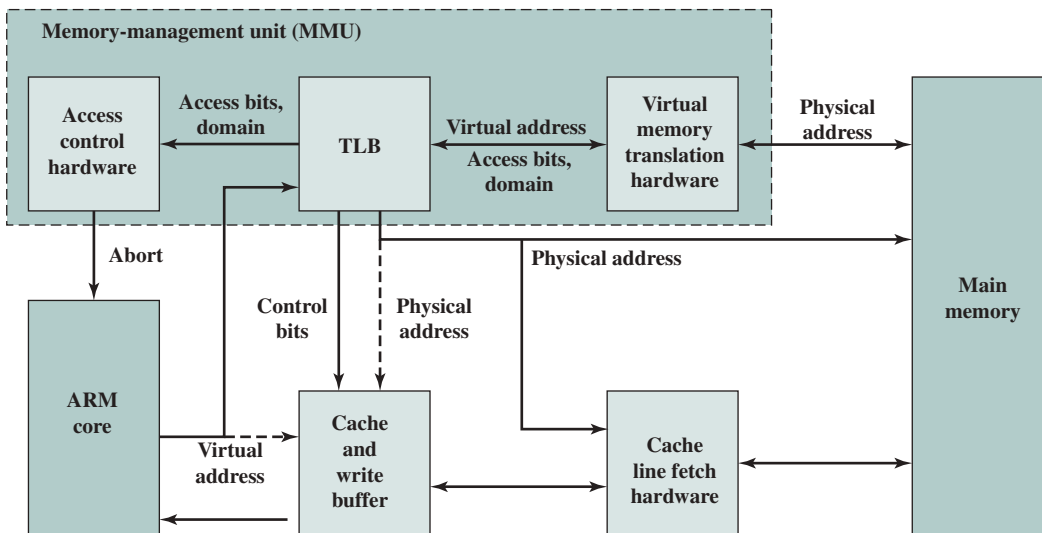 Memory-management unit (MMU)
Access
control
hardware
Access bits,
domain
TLB
Virtual address
Access bits,
domain
Virtual
memory
translation
hardware
Physical
address
Abort
Control
bits
Physical
address
Physical address
Main
memory
ARM
core
Virtual
address
Cache
and
write
buffer
Cache
line fetch
hardware